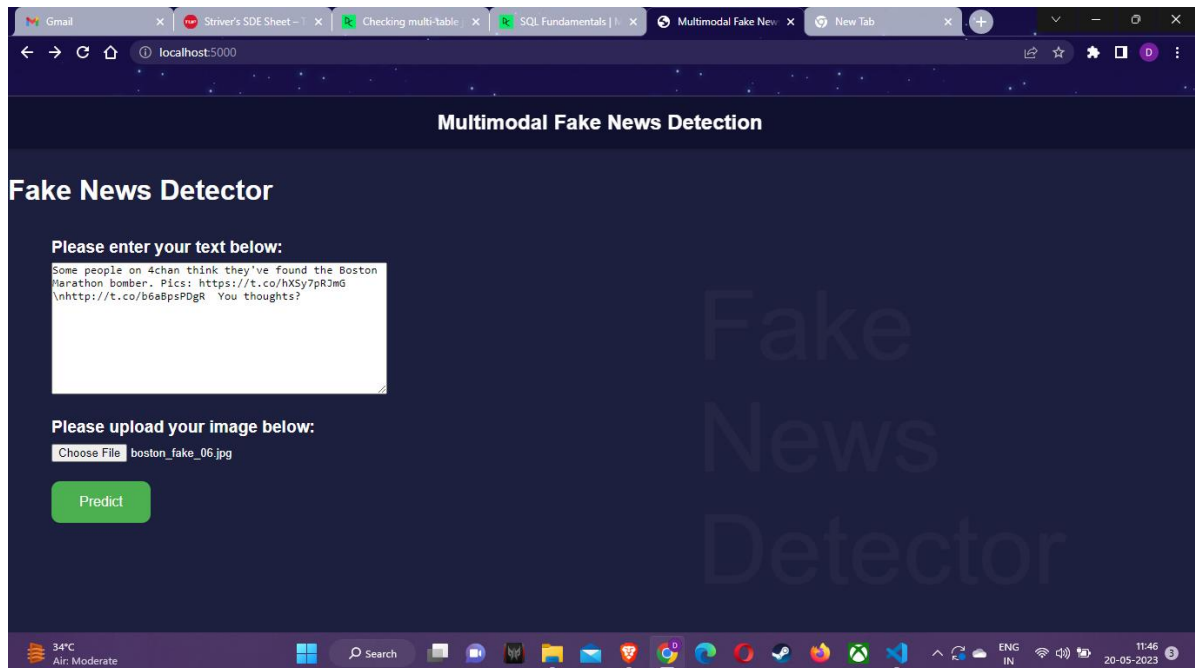 Gmail
Striver's SDE Sheet – T
Checking multi-table
SQL Fundamentals |
Multimodal Fake New
New Tab
localhost:5000
D
Multimodal Fake News Detection
Fake News Detector
Please enter your text below:
Some people on 4chan think they've found the Boston
Marathon bomber. Pics: https://t.co/hXSy7pRJmG
\nhttp://t.co/b6aBpsPDgR You thoughts?
Please upload your image below:
Choose File boston_fake_06.jpg
Predict
Fake
News
Detector
34°C
Air: Moderate
Search
ENG
IN
11:46
20-05-2023
3